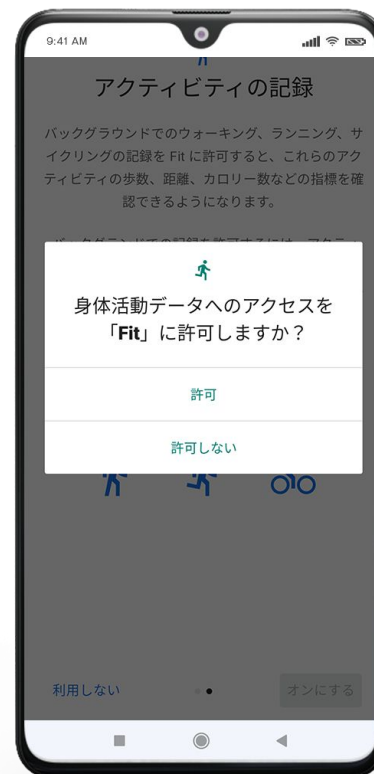 9:41 AM
アクティビティの記録
バックグラウンドでのウォーキング、ランニング、サ
イクリングの記録を Fit に許可すると、これらのアク
ティビティの歩数、距離、カロリー数などの指標を確
認できるようになります。
身体活動データへのアクセスを
「Fit」に許可しますか？
許可
許可しない
利用しない
オンにする